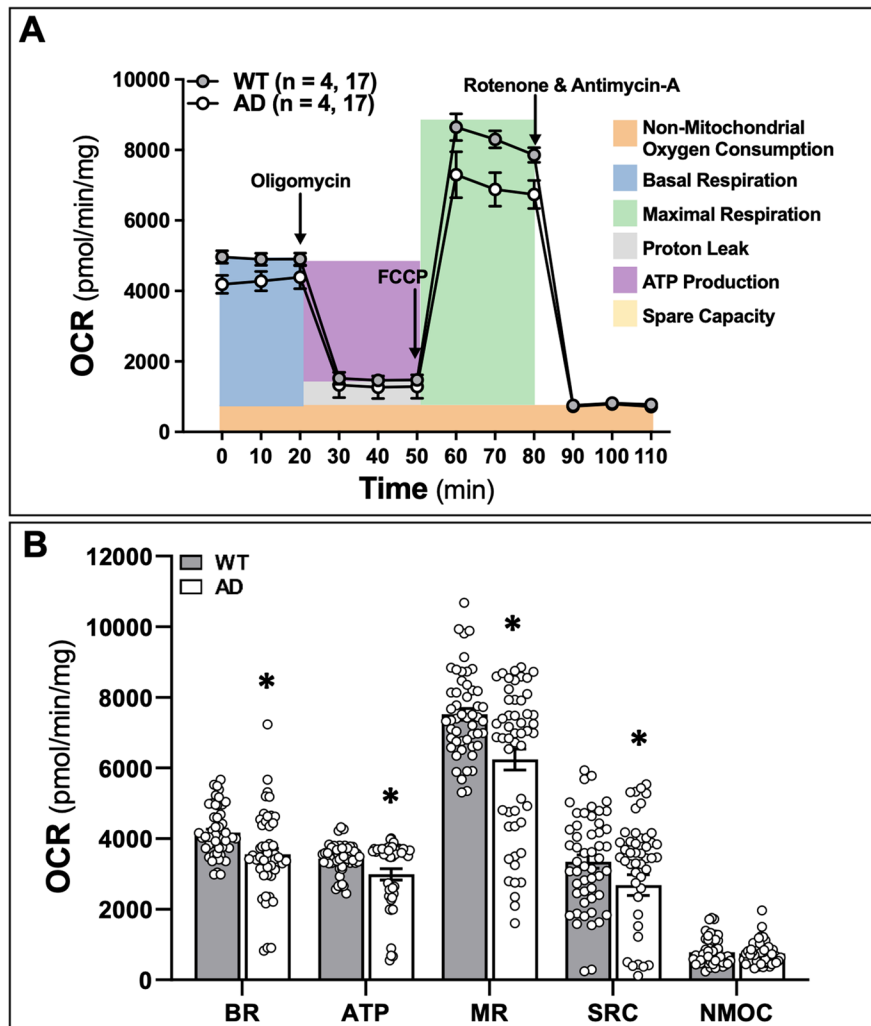 A
10000
8000
6000
4000
2000
0
OCR (pmol/min/mg)
WT (n = 4, 17)
AD (n = 4, 17)
Oligomycin
FCCP
Rotenone & Antimycin-A
Non-Mitochondrial
Oxygen Consumption
Basal Respiration
Maximal Respiration
Proton Leak
ATP Production
Spare Capacity
0 10 20 30 40 50 60 70 80 90 100 110
Time (min)
B
12000
10000
8000
6000
4000
2000
0
OCR (pmol/min/mg)
WT
AD
* * * *
BR ATP MR SRC NMOC